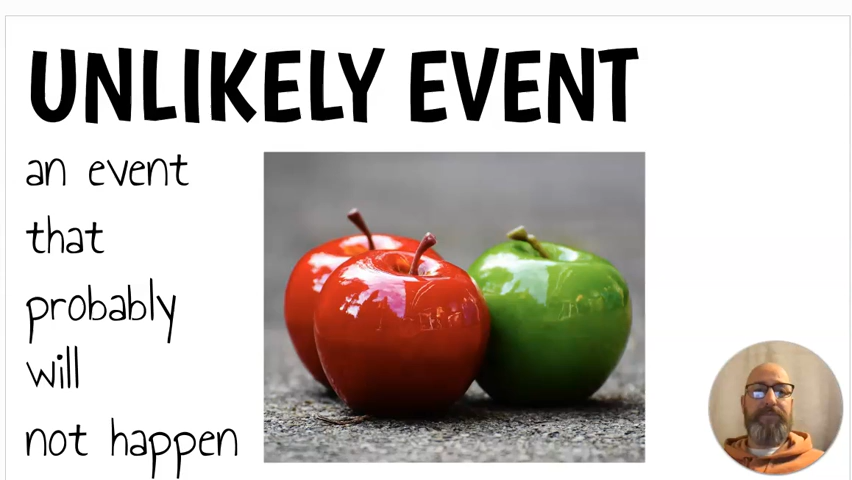 UNLIKELY EVENT
an event
that
probably
will
not happen